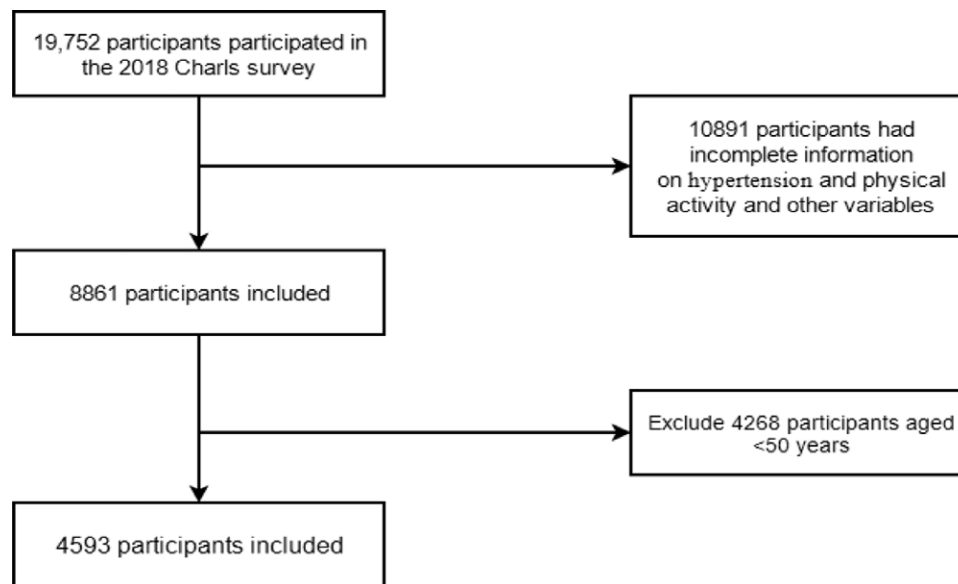 19,752 participants participated in
the 2018 Charls survey
10891 participants had
incomplete information
on hypertension and physical
activity and other variables
8861 participants included
Exclude 4268 participants aged
<50 years
4593 participants included